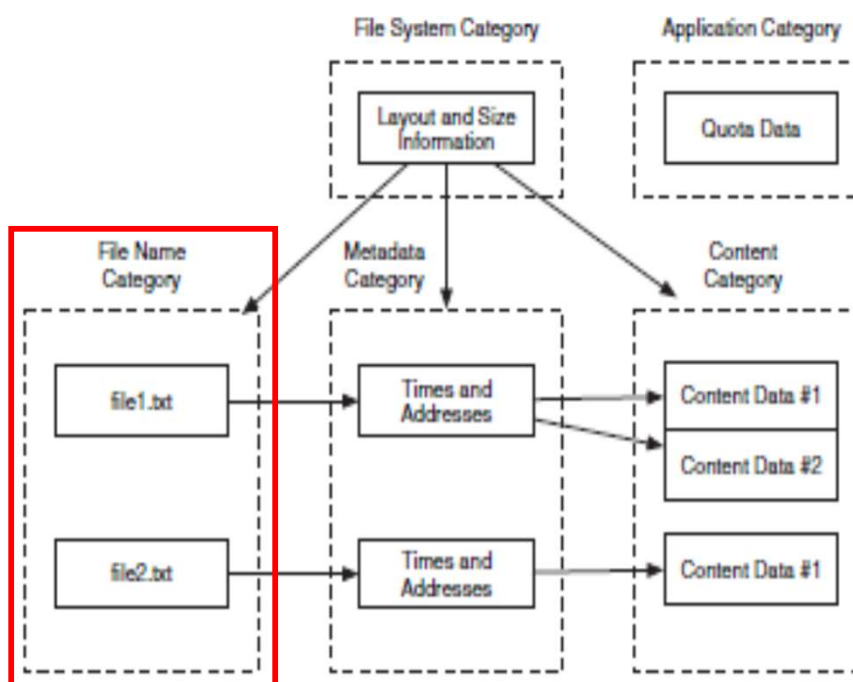 File System Category
Application Category
Layout and Size
Information
Quota Data
File Name
Category
Metadata
Category
Content
Category
file1.txt
Times and
Addresses
Content Data #1
Content Data #2
file2.txt
Times and
Addresses
Content Data #1